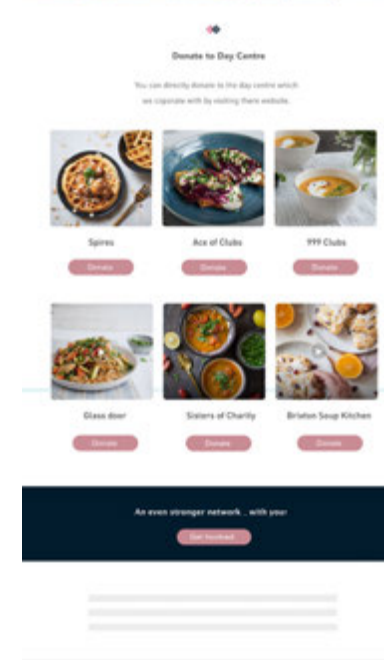 Donate to Day Centre
You can directly donate to the day centre which
we coporate with by visiting there website.
Spires
Ace of Clubs
999 Clubs
Donate
Donate
Donate
Glass door
Sisters of Charity
Brixton Soup Kitchen
Donate
Donate
Donate
An even stronger network .. with you!
Get Involved